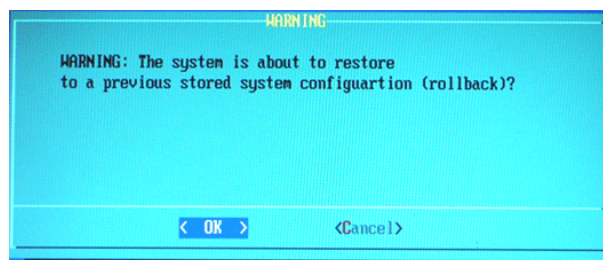 WARNING
WARNING: The system is about to restore
to a previous stored system configuartion (rollback)?
< OK >
<Cancel>